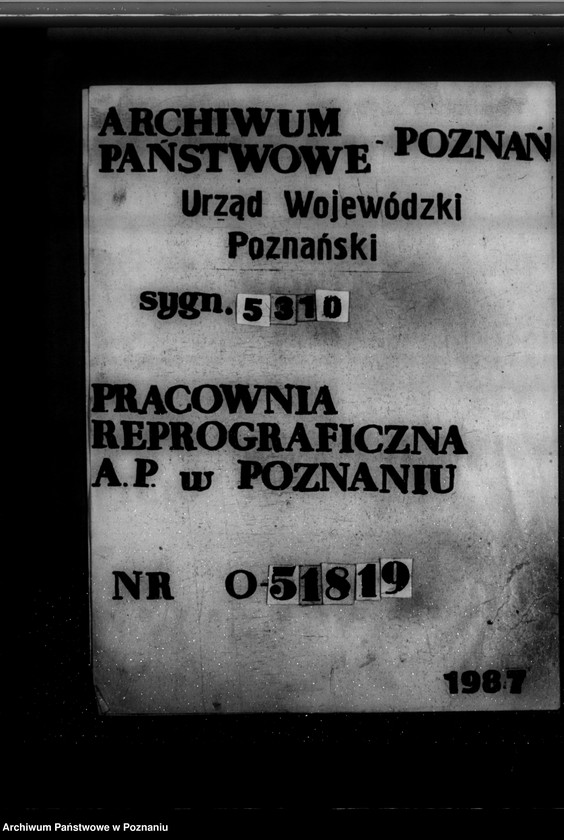 ARCHIWUM
PAŃSTWOWE - POZNAŃ
Urząd Wojewódzki
Poznański
sygn. 5310
PRACOWNIA
REPROGRAFICZNA
A.P. w POZNANIU
NR O-51819
1987
Archiwum Państwowe w Poznaniu